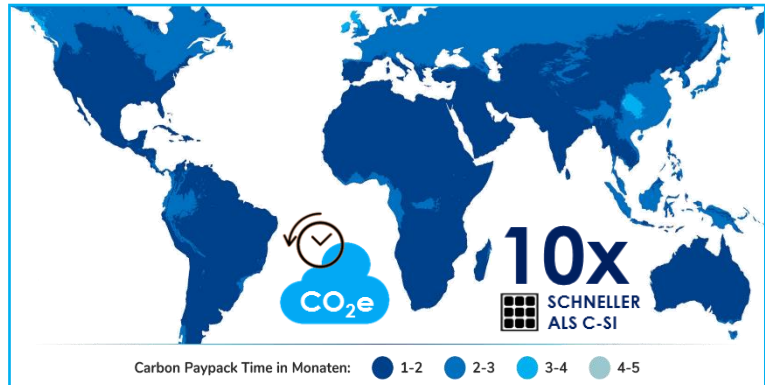 10x
CO₂e
SCHNELLER
ALS C-SI
Carbon Paypack Time in Monaten: 1-2 2-3 3-4 4-5